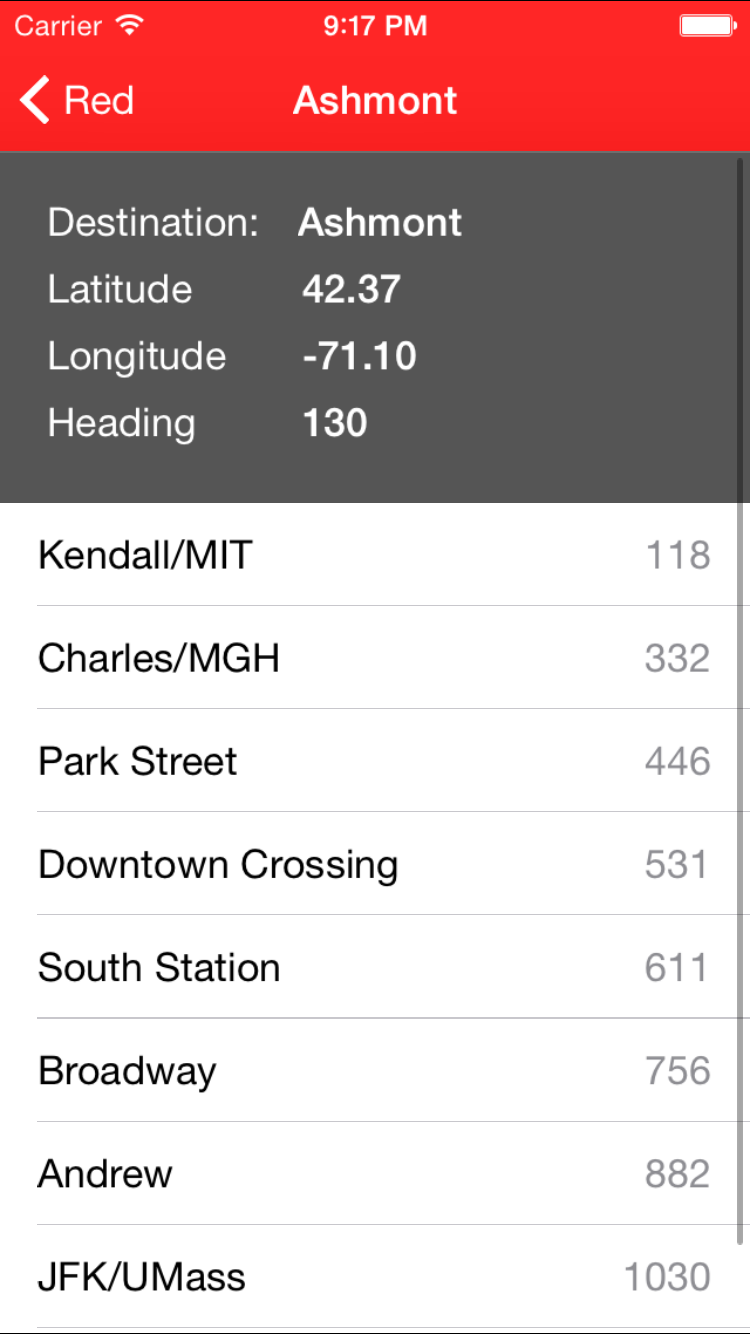 Carrier 9:17 PM
Red Ashmont
Destination: Ashmont
Latitude 42.37
Longitude -71.10
Heading 130
Kendall/MIT 118
Charles/MGH 332
Park Street 446
Downtown Crossing 531
South Station 611
Broadway 756
Andrew 882
JFK/UMass 1030